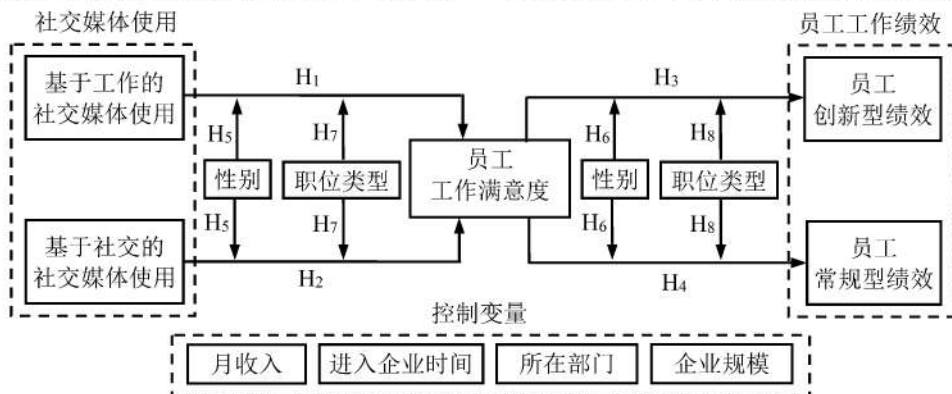 社交媒体使用
员工工作绩效
基于工作的
社交媒体使用
H1
H3
员工
创新型绩效
H5
H7
H6
H8
性别
职位类型
员工
工作满意度
性别
职位类型
H5
H7
H6
H8
基于社交的
社交媒体使用
H2
H4
员工
常规型绩效
控制变量
月收入
进入企业时间
所在部门
企业规模